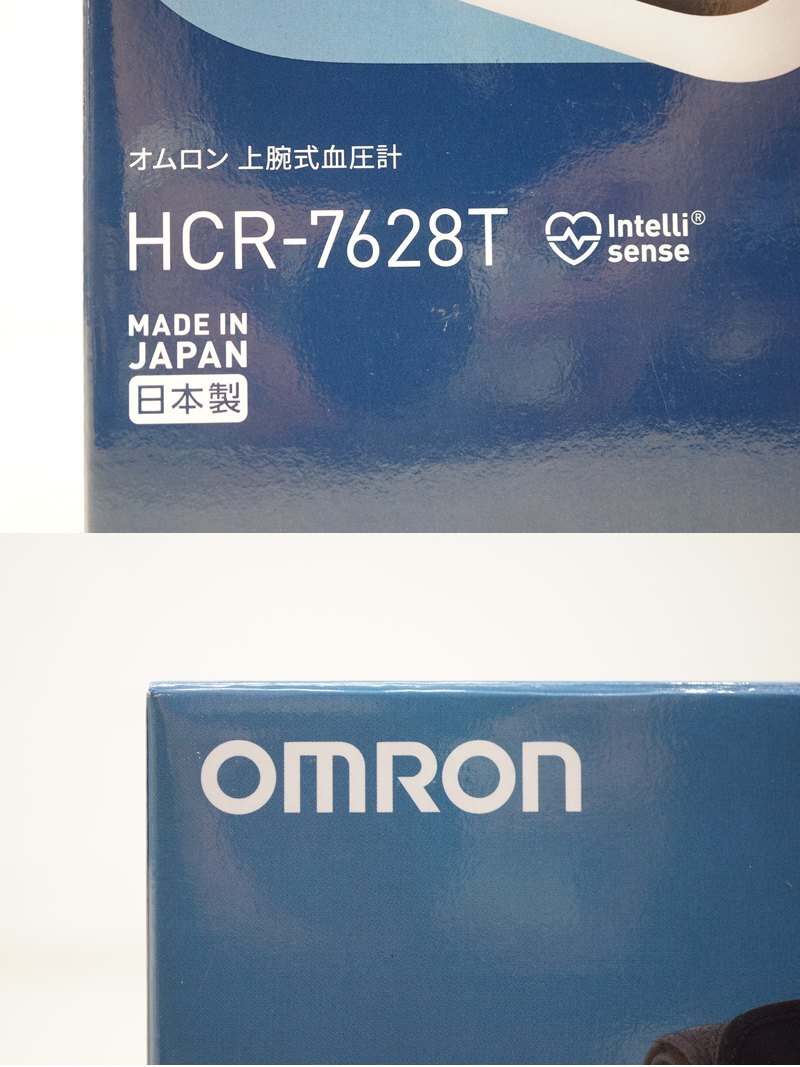 オムロン 上腕式血圧計
HCR-7628T
Intelli®
sense
MADE IN
JAPAN
日本製
OMRON